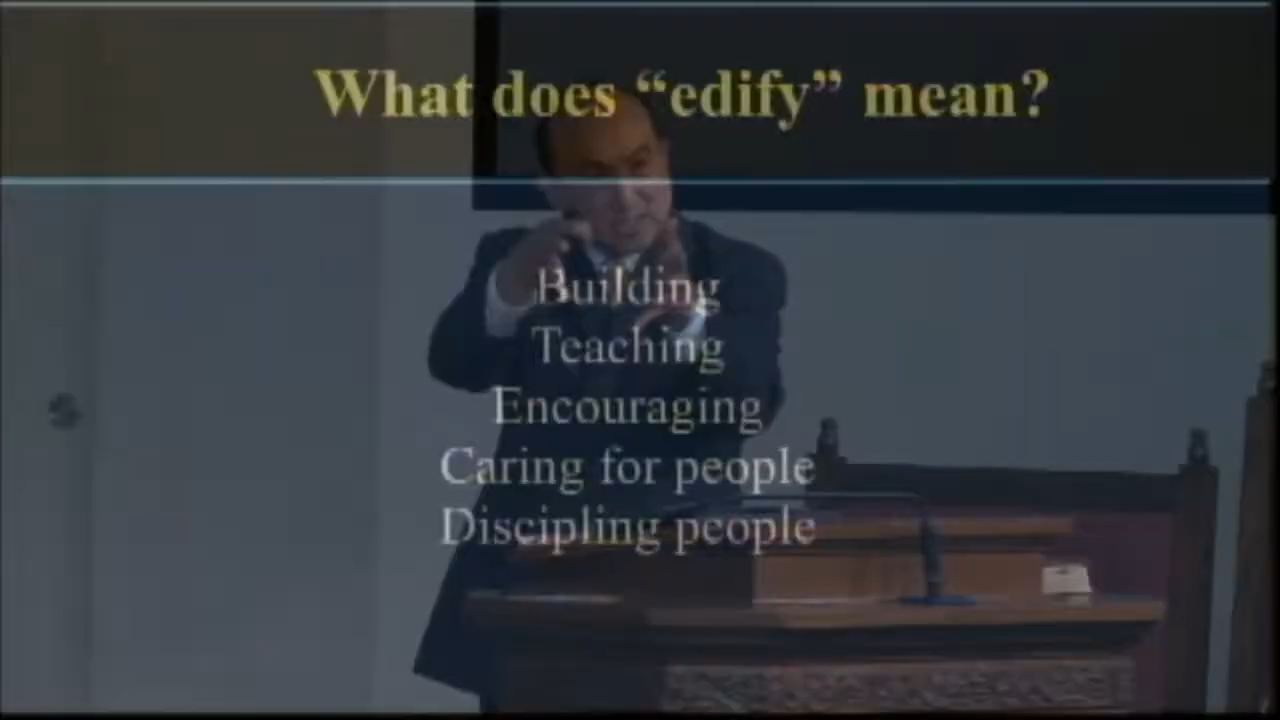 What does “edify” mean?
Building
Teaching
Encouraging
Caring for people
Discipling people